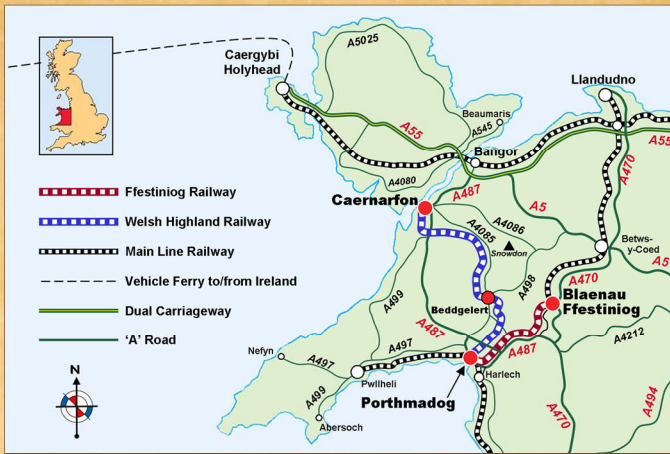 A5025
Caergybi
Holyhead
Llandudno
Beaumaris
A55
A545
Bangor
A55
A470
A4080
A487
Caernarfon
A5
A4086
A4085
Snowdon
Betws-
y-Coed
A5
A498
A470
A499
Beddgelert
Blaenau
Ffestiniog
A487
A4212
A487
Nefyn
A497
A497
Pwllheli
Harlech
A499
Porthmadog
A470
A494
Abersoch
Ffestiniog Railway
Welsh Highland Railway
Main Line Railway
Vehicle Ferry to/from Ireland
Dual Carriageway
‘A’ Road
N